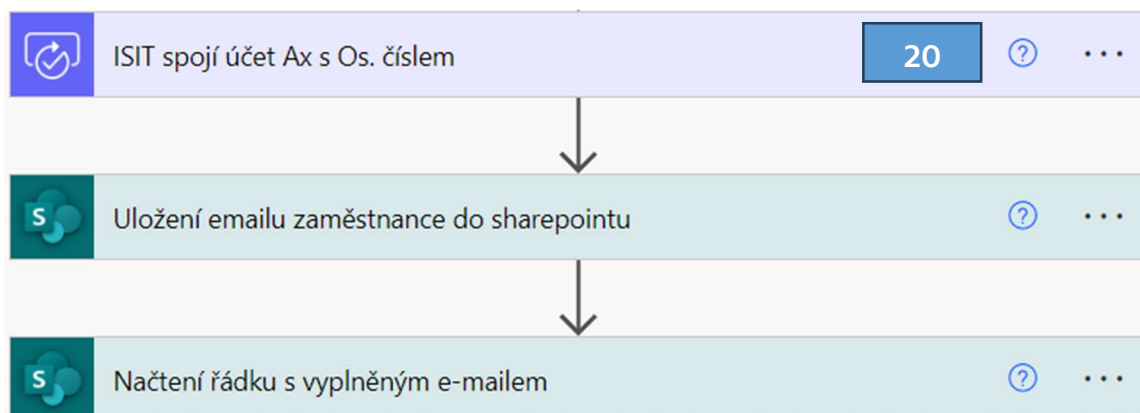 ISIT spojí účet Ax s Os. číslem 20 ? ...
S Uložení emailu zaměstnance do sharepointu ? ...
S Načtení řádku s vyplněným e-mailem ? ...